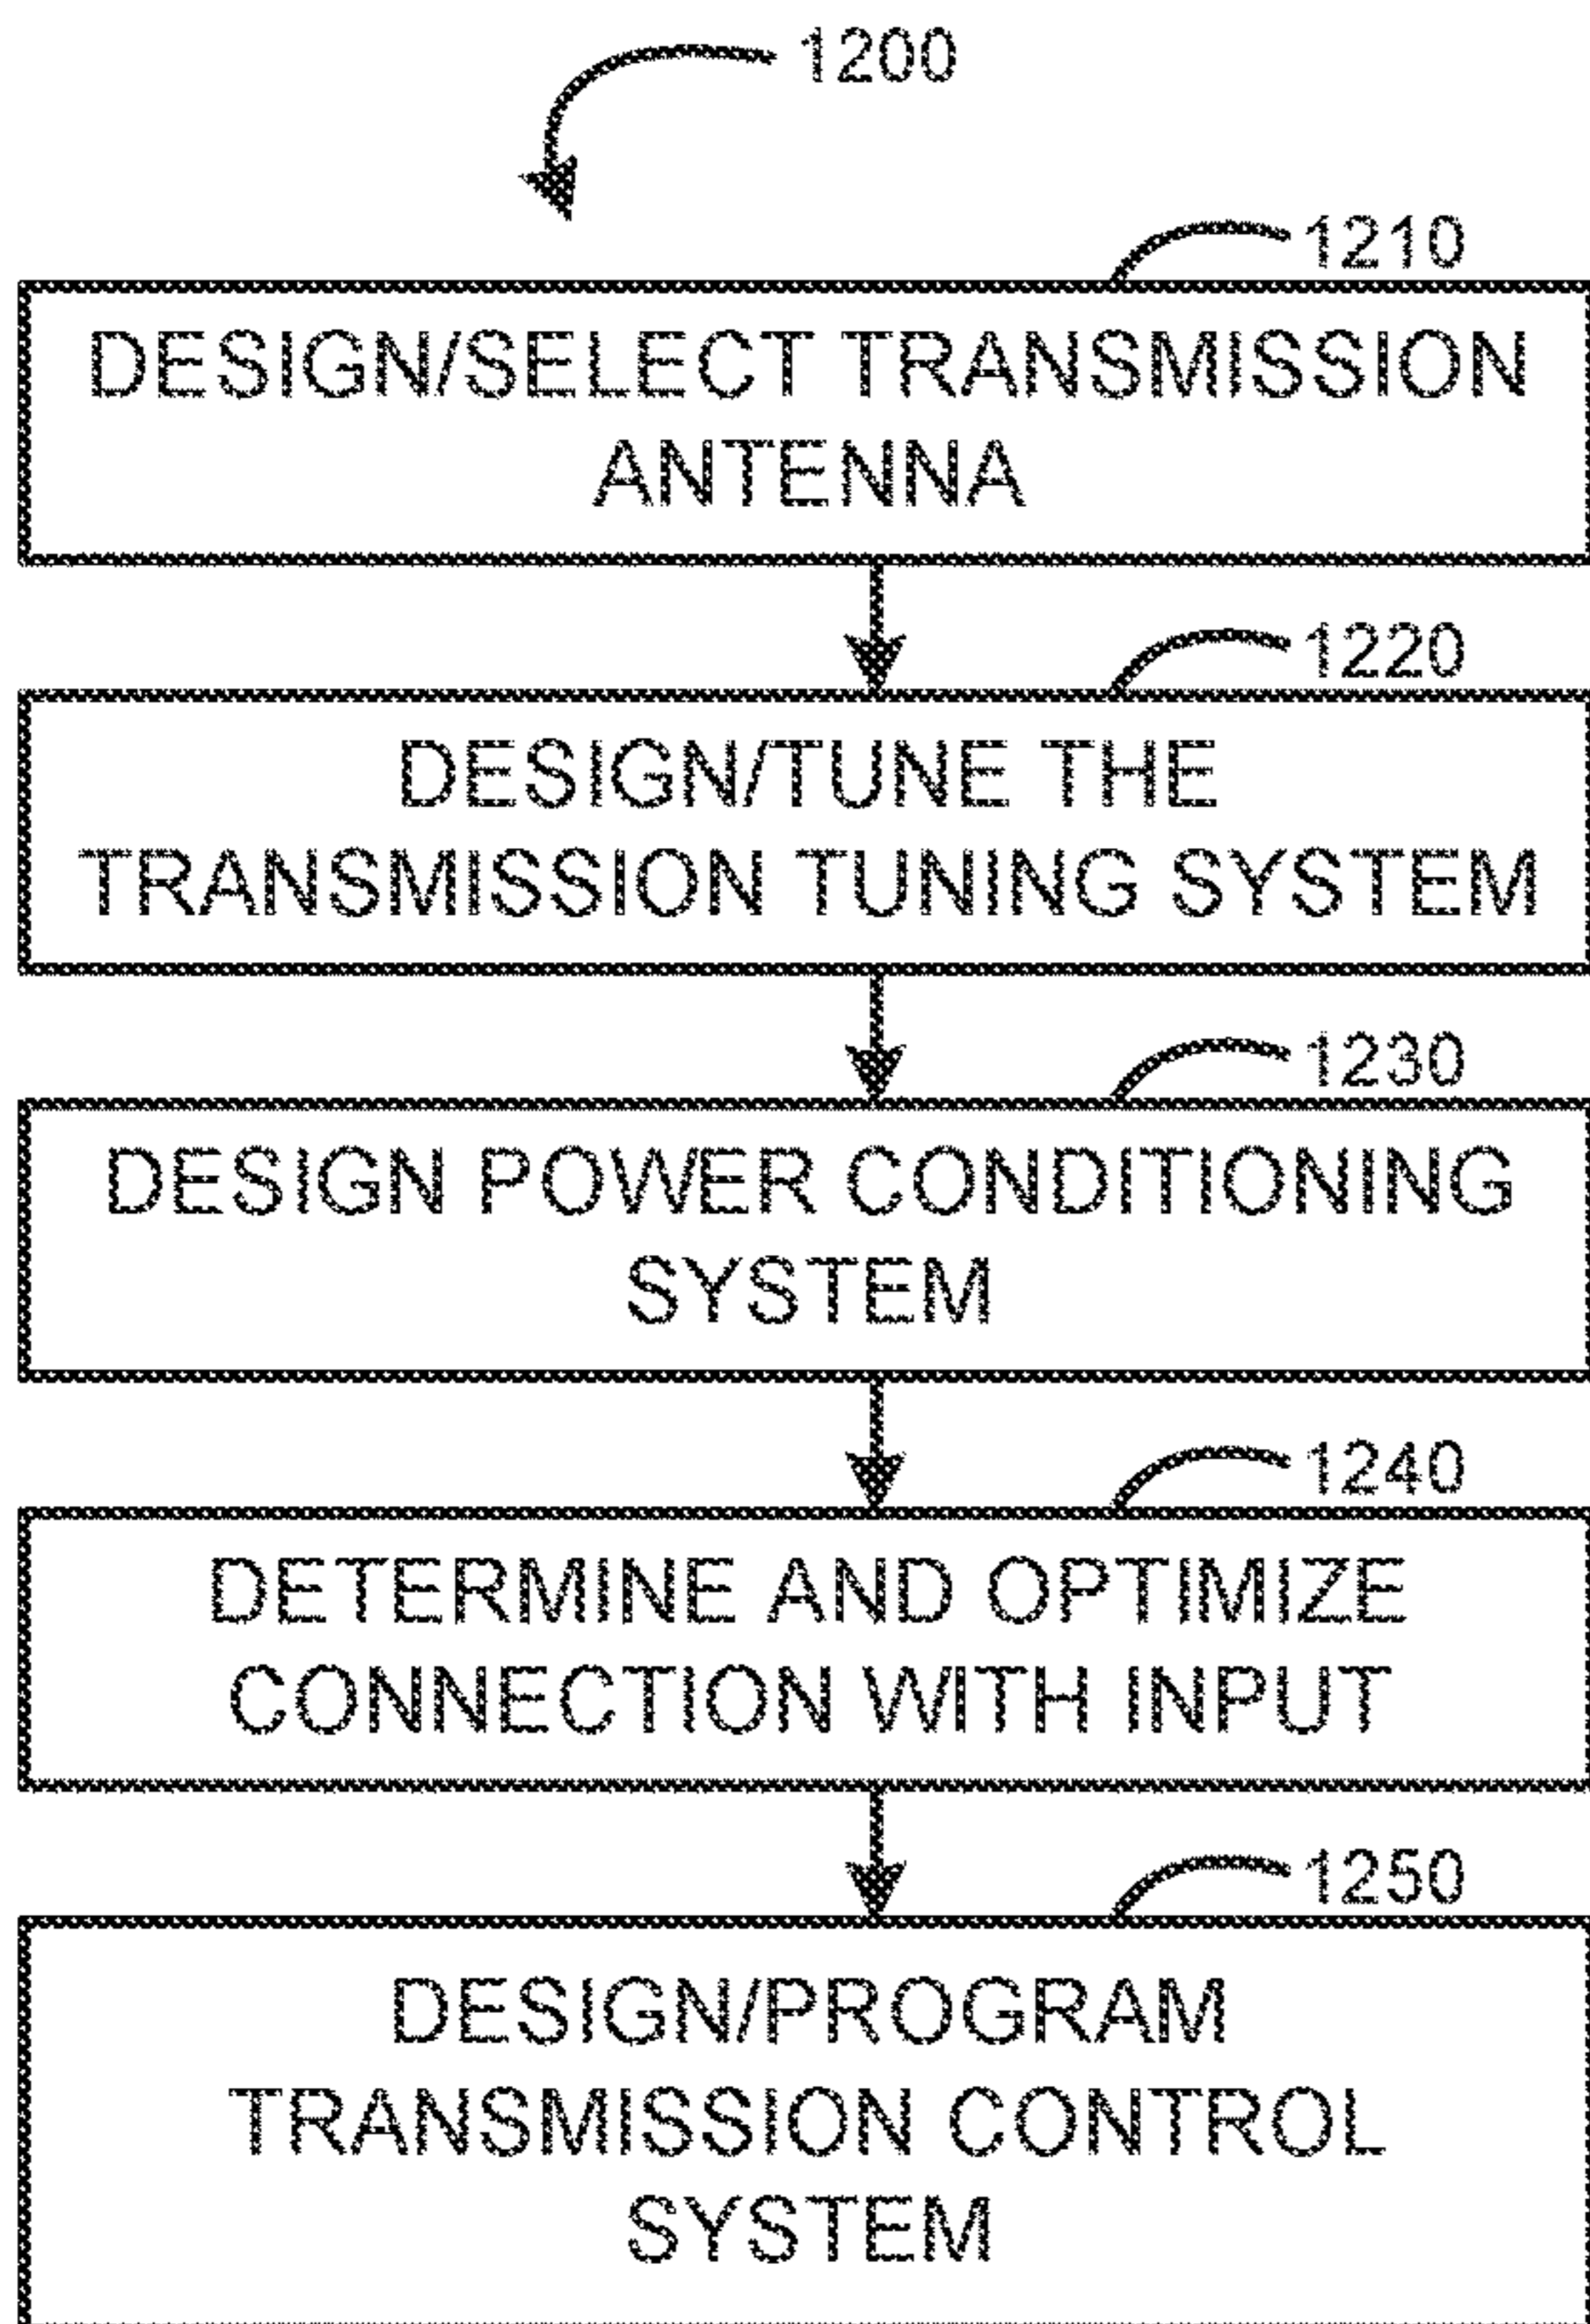 1200
1210
DESIGN/SELECT TRANSMISSION
ANTENNA
1220
DESIGN/TUNE THE
TRANSMISSION TUNING SYSTEM
1230
DESIGN POWER CONDITIONING
SYSTEM
1240
DETERMINE AND OPTIMIZE
CONNECTION WITH INPUT
1250
DESIGN/PROGRAM
TRANSMISSION CONTROL
SYSTEM